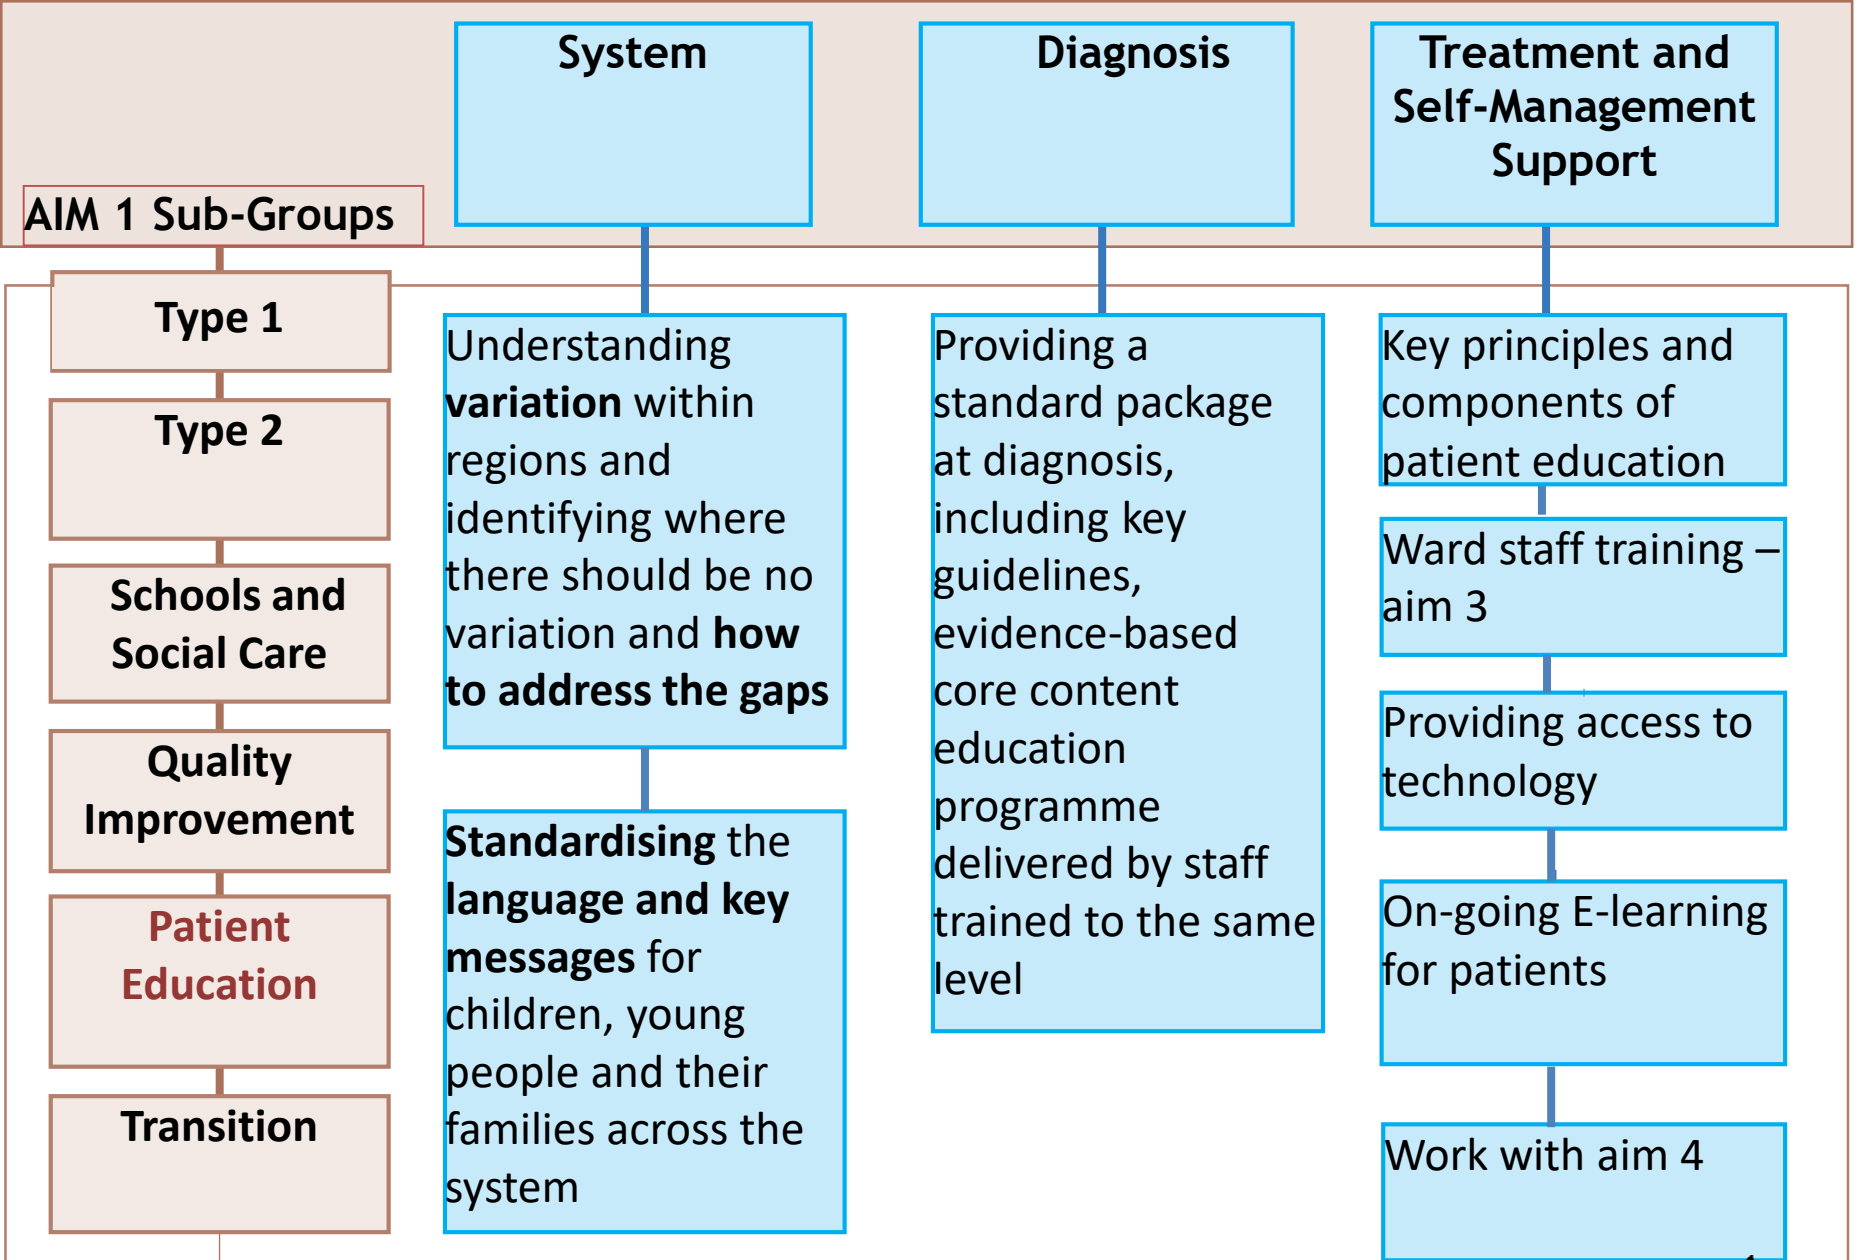 System
Diagnosis
Treatment and
Self-Management
Support
AIM 1 Sub-Groups
Type 1
Type 2
Schools and
Social Care
Quality
Improvement
Patient
Education
Transition
Understanding
variation within
regions and
identifying where
there should be no
variation and how
to address the gaps
Standardising the
language and key
messages for
children, young
people and their
families across the
system
Providing a
standard package
at diagnosis,
including key
guidelines,
evidence-based
core content
education
programme
delivered by staff
trained to the same
level
Key principles and
components of
patient education
Ward staff training –
aim 3
Providing access to
technology
On-going E-learning
for patients
Work with aim 4